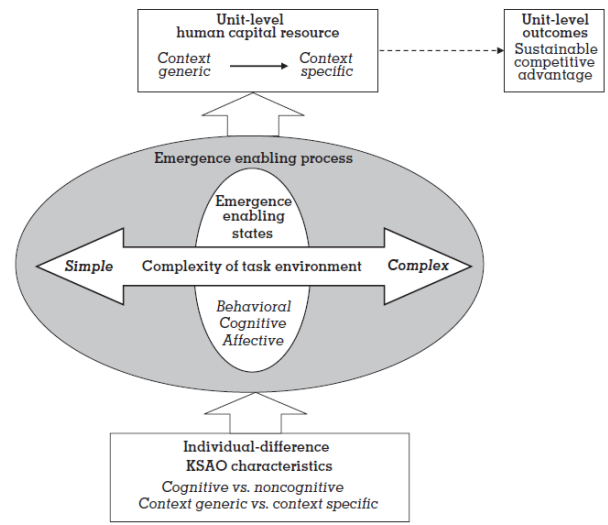 Unit-level
human capital resource
Context generic
Context specific
Unit-level
outcomes
Sustainable
competitive
advantage
Emergence enabling process
Emergence
enabling
states
Simple
Complexity of task environment
Complex
Behavioral
Cognitive
Affective
Individual-difference
KSAO characteristics
Cognitive vs. noncognitive
Context generic vs. context specific